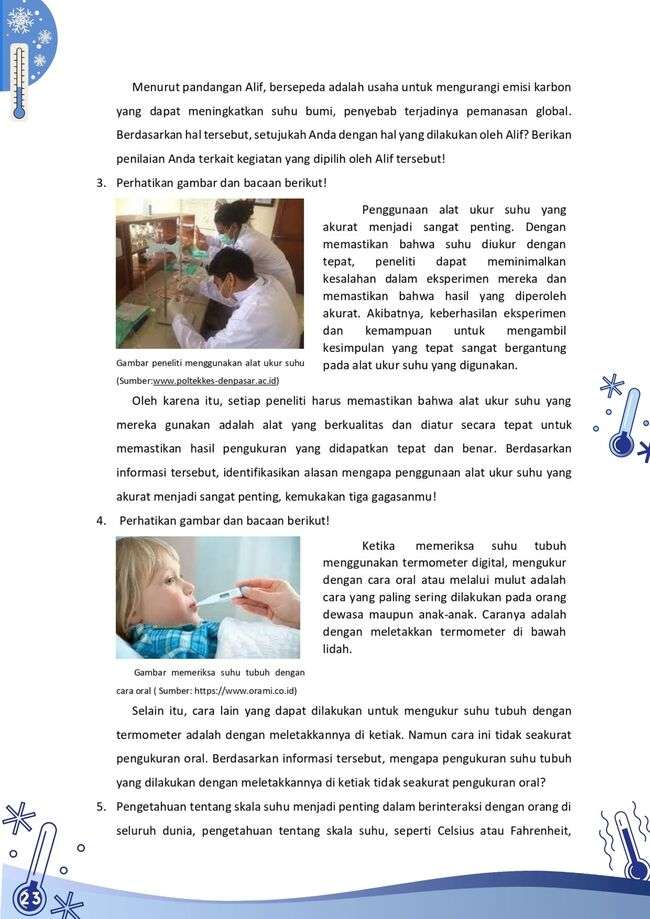 Menurut pandangan Alif, bersepeda adalah usaha untuk mengurangi emisi karbon
yang dapat meningkatkan suhu bumi, penyebab terjadinya pemanasan global.
Berdasarkan hal tersebut, setujukah Anda dengan hal yang dilakukan oleh Alif? Berikan
penilaian Anda terkait kegiatan yang dipilih oleh Alif tersebut!
3. Perhatikan gambar dan bacaan berikut!
Penggunaan alat ukur suhu yang
akurat menjadi sangat penting. Dengan
memastikan bahwa suhu diukur dengan
tepat, peneliti dapat meminimalkan
kesalahan dalam eksperimen mereka dan
memastikan bahwa hasil yang diperoleh
akurat. Akibatnya, keberhasilan eksperimen
dan kemampuan untuk mengambil
kesimpulan yang tepat sangat bergantung
pada alat ukur suhu yang digunakan.
Gambar peneliti menggunakan alat ukur suhu
(Sumber:www.poltekkes-denpasar.ac.id)
Oleh karena itu, setiap peneliti harus memastikan bahwa alat ukur suhu yang
mereka gunakan adalah alat yang berkualitas dan diatur secara tepat untuk
memastikan hasil pengukuran yang didapatkan tepat dan benar. Berdasarkan
informasi tersebut, identifikasikan alasan mengapa penggunaan alat ukur suhu yang
akurat menjadi sangat penting, kemukakan tiga gagasanmu!
4. Perhatikan gambar dan bacaan berikut!
Ketika memeriksa suhu tubuh
menggunakan termometer digital, mengukur
dengan cara oral atau melalui mulut adalah
cara yang paling sering dilakukan pada orang
dewasa maupun anak-anak. Caranya adalah
dengan meletakkan termometer di bawah
lidah.
Gambar memeriksa suhu tubuh dengan
cara oral ( Sumber: https://www.orami.co.id)
Selain itu, cara lain yang dapat dilakukan untuk mengukur suhu tubuh dengan
termometer adalah dengan meletakkannya di ketiak. Namun cara ini tidak seakurat
pengukuran oral. Berdasarkan informasi tersebut, mengapa pengukuran suhu tubuh
yang dilakukan dengan meletakkannya di ketiak tidak seakurat pengukuran oral?
5. Pengetahuan tentang skala suhu menjadi penting dalam berinteraksi dengan orang di
seluruh dunia, pengetahuan tentang skala suhu, seperti Celsius atau Fahrenheit,
23